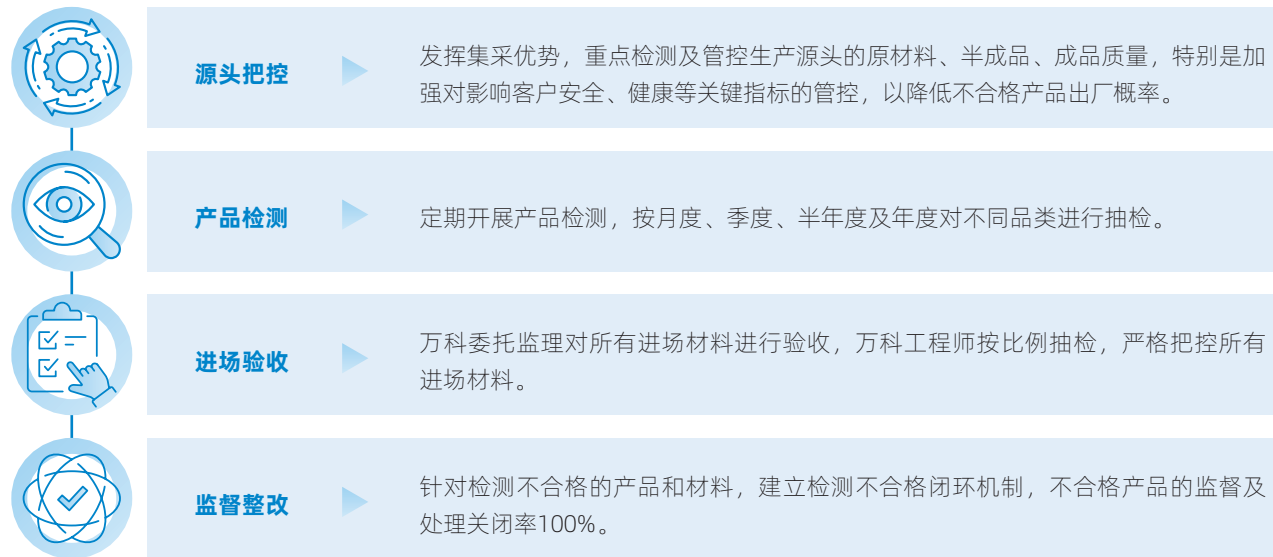 源头把控
发挥集采优势，重点检测及管控生产源头的原材料、半成品、成品质量，特别是加
强对影响客户安全、健康等关键指标的管控，以降低不合格产品出厂概率。
产品检测
定期开展产品检测，按月度、季度、半年度及年度对不同品类进行抽检。
进场验收
万科委托监理对所有进场材料进行验收，万科工程师按比例抽检，严格把控所有
进场材料。
监督整改
针对检测不合格的产品和材料，建立检测不合格闭环机制，不合格产品的监督及
处理关闭率100%。